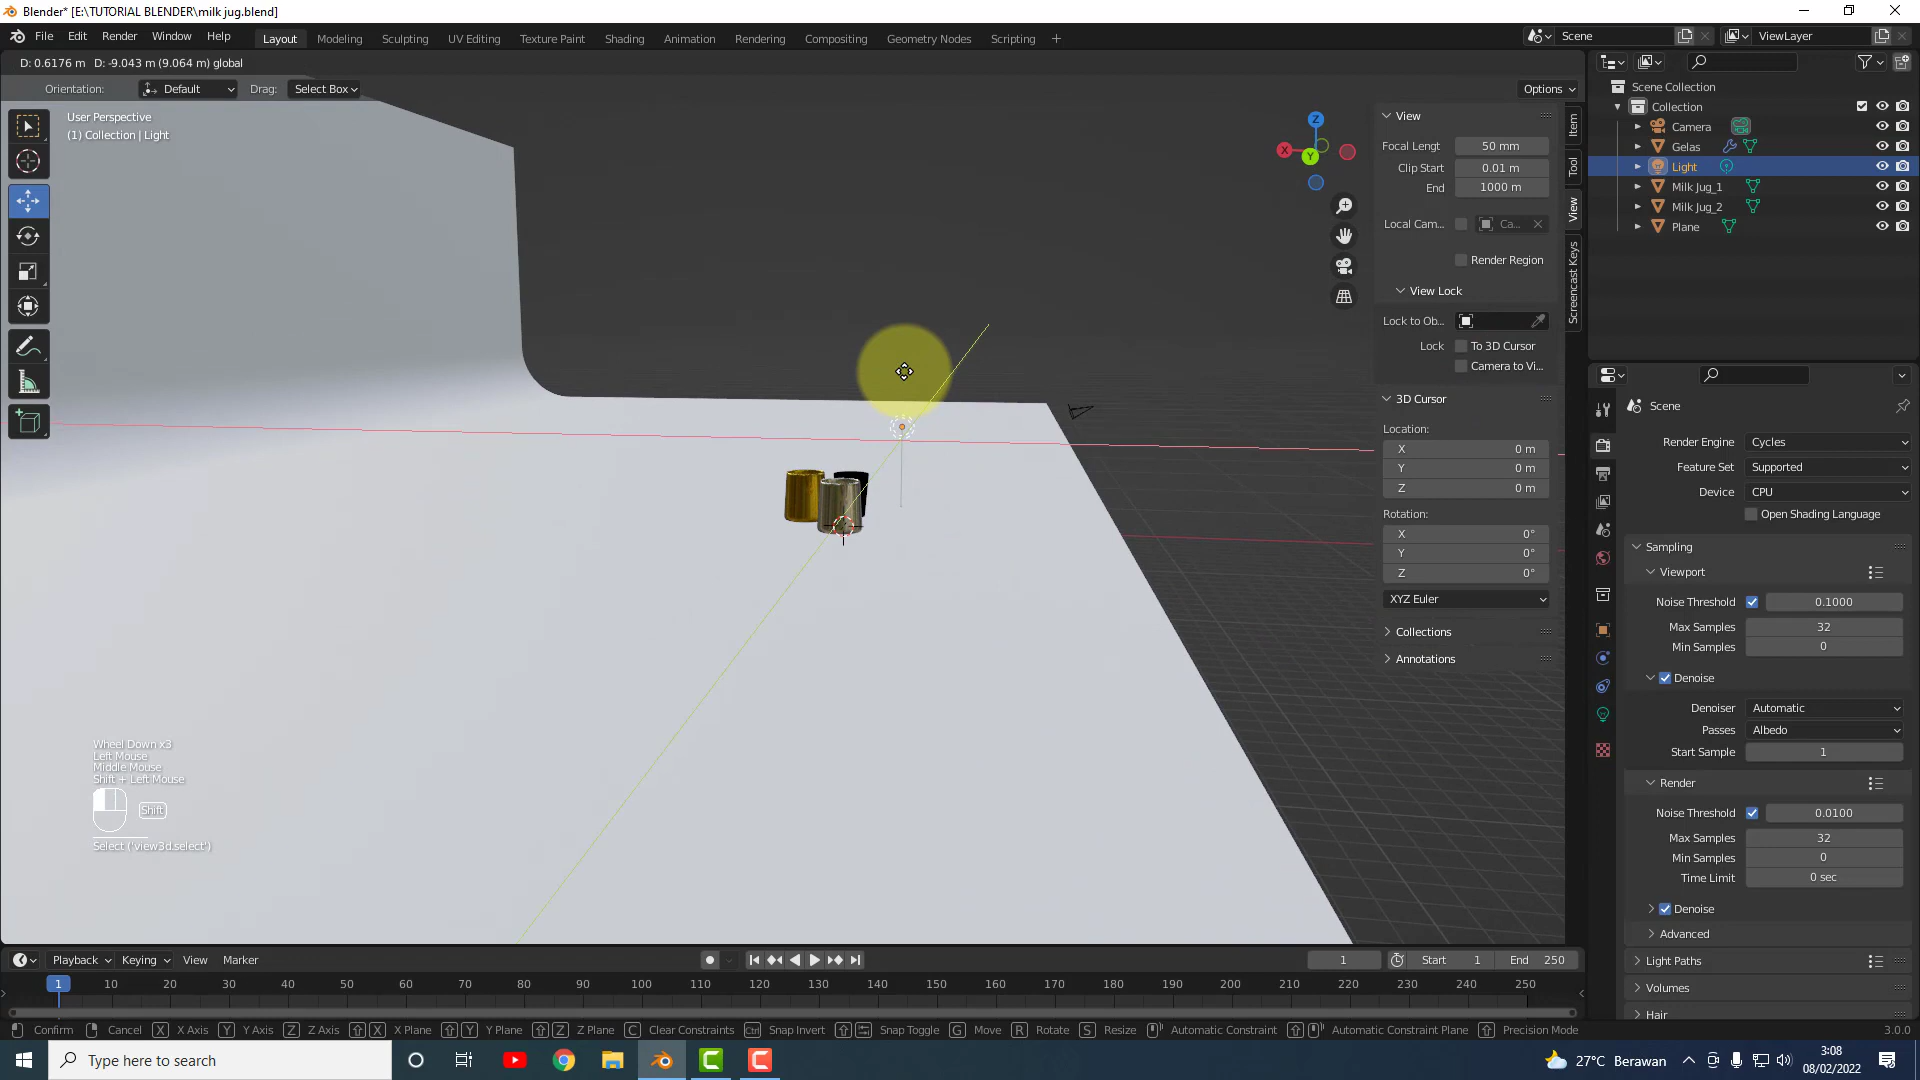 Blender* [E:\TUTORIAL BLENDER\milk jug.blend]
File Edit Render Window Help Layout Modeling Sculpting UV Editing Texture Paint Shading Animation Rendering Compositing Geometry Nodes Scripting Scene ViewLayer
D: 0.6176 m D: -9.043 m (9.064 m) global
Orientation: Default Drag: Select Box Options
User Perspective
(1) Collection | Light
Z
X
Y
View
Focal Lengt 50 mm
Clip Start 0.01 m
End 1000 m
Local Cam... Ca...
Render Region
View Lock
Lock to Ob...
Lock To 3D Cursor
Camera to Vi...
3D Cursor
Location:
X 0 m
Y 0 m
Z 0 m
Rotation:
X 0°
Y 0°
Z 0°
XYZ Euler
Collections
Annotations
Item
Tool
View
Screencast Keys
Scene Collection
Collection
Camera
Gelas
Light
Milk Jug_1
Milk Jug_2
Plane
Scene
Render Engine Cycles
Feature Set Supported
Device CPU
Open Shading Language
Sampling
Viewport
Noise Threshold 0.1000
Max Samples 32
Min Samples 0
Denoise
Denoiser Automatic
Passes Albedo
Start Sample 1
Render
Noise Threshold 0.0100
Max Samples 32
Min Samples 0
Time Limit 0 sec
Denoise
Advanced
Light Paths
Volumes
Hair
Wheel Down x3
Left Mouse
Middle Mouse
Shift + Left Mouse
Shift
Select ('view3d.select')
Playback Keying View Marker 1 Start 1 End 250
1 10 20 30 40 50 60 70 80 90 100 110 120 130 140 150 160 170 180 190 200 210 220 230 240 250
Confirm Cancel X X Axis Y Y Axis Z Z Axis X X Plane Y Y Plane Z Z Plane C Clear Constraints Ctrl Snap Invert Snap Toggle G Move R Rotate S Resize Automatic Constraint Automatic Constraint Plane Precision Mode 3.0.0
Type here to search 27°C Berawan 3:08
08/02/2022